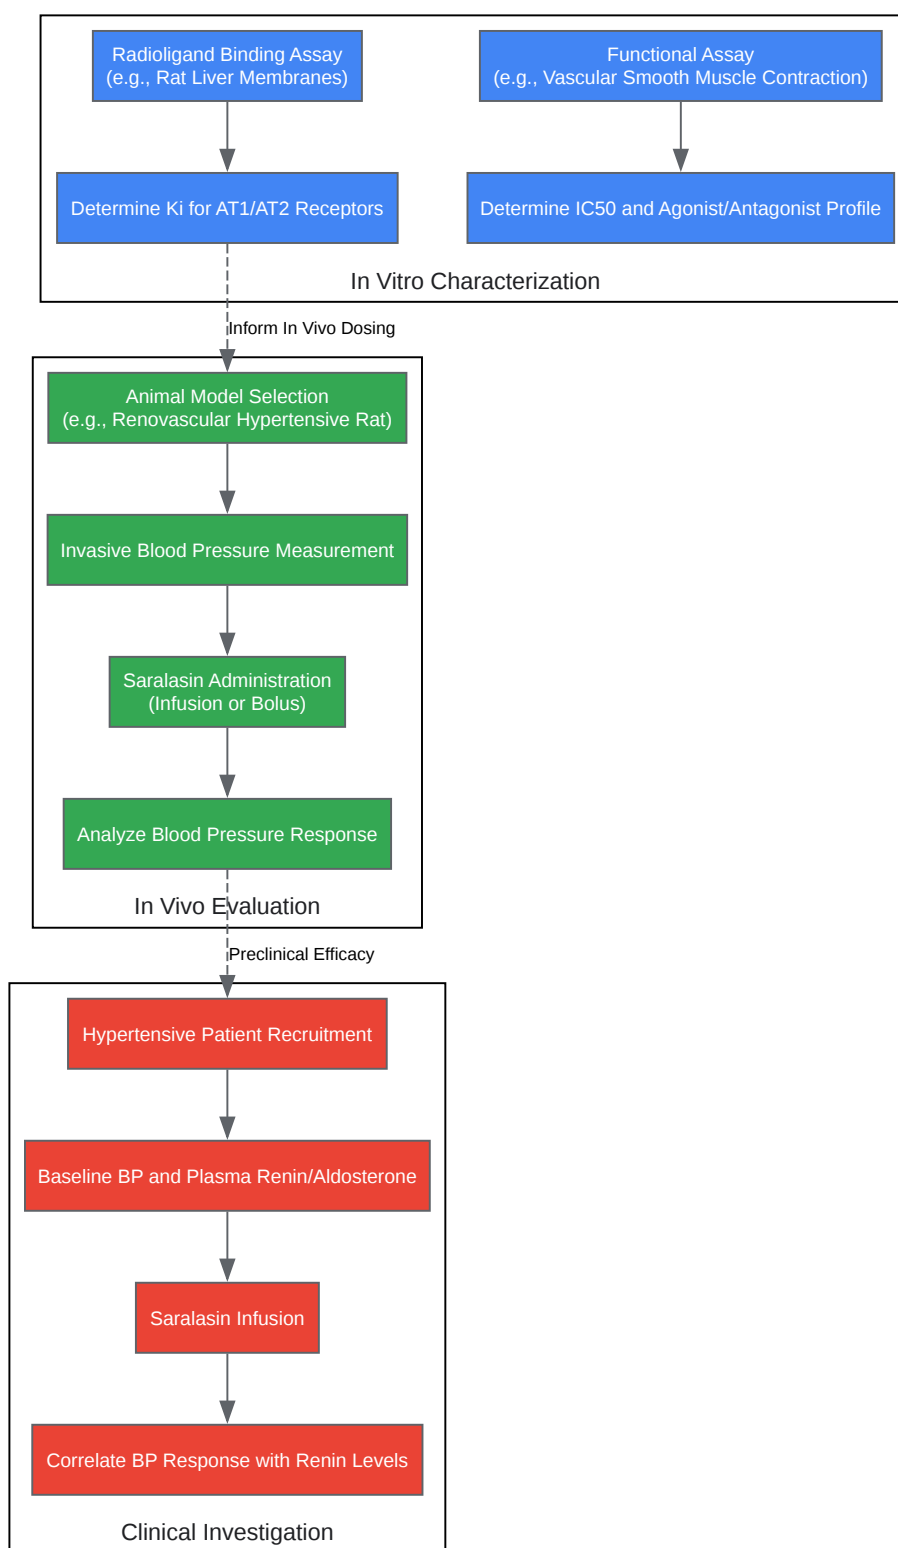 Radioligand Binding Assay
(e.g., Rat Liver Membranes)
Functional Assay
(e.g., Vascular Smooth Muscle Contraction)
Determine Ki for AT1/AT2 Receptors
Determine IC50 and Agonist/Antagonist Profile
In Vitro Characterization
Inform In Vivo Dosing
Animal Model Selection
(e.g., Renovascular Hypertensive Rat)
Invasive Blood Pressure Measurement
Saralasin Administration
(Infusion or Bolus)
Analyze Blood Pressure Response
In Vivo Evaluation
Preclinical Efficacy
Hypertensive Patient Recruitment
Baseline BP and Plasma Renin/Aldosterone
Saralasin Infusion
Correlate BP Response with Renin Levels
Clinical Investigation